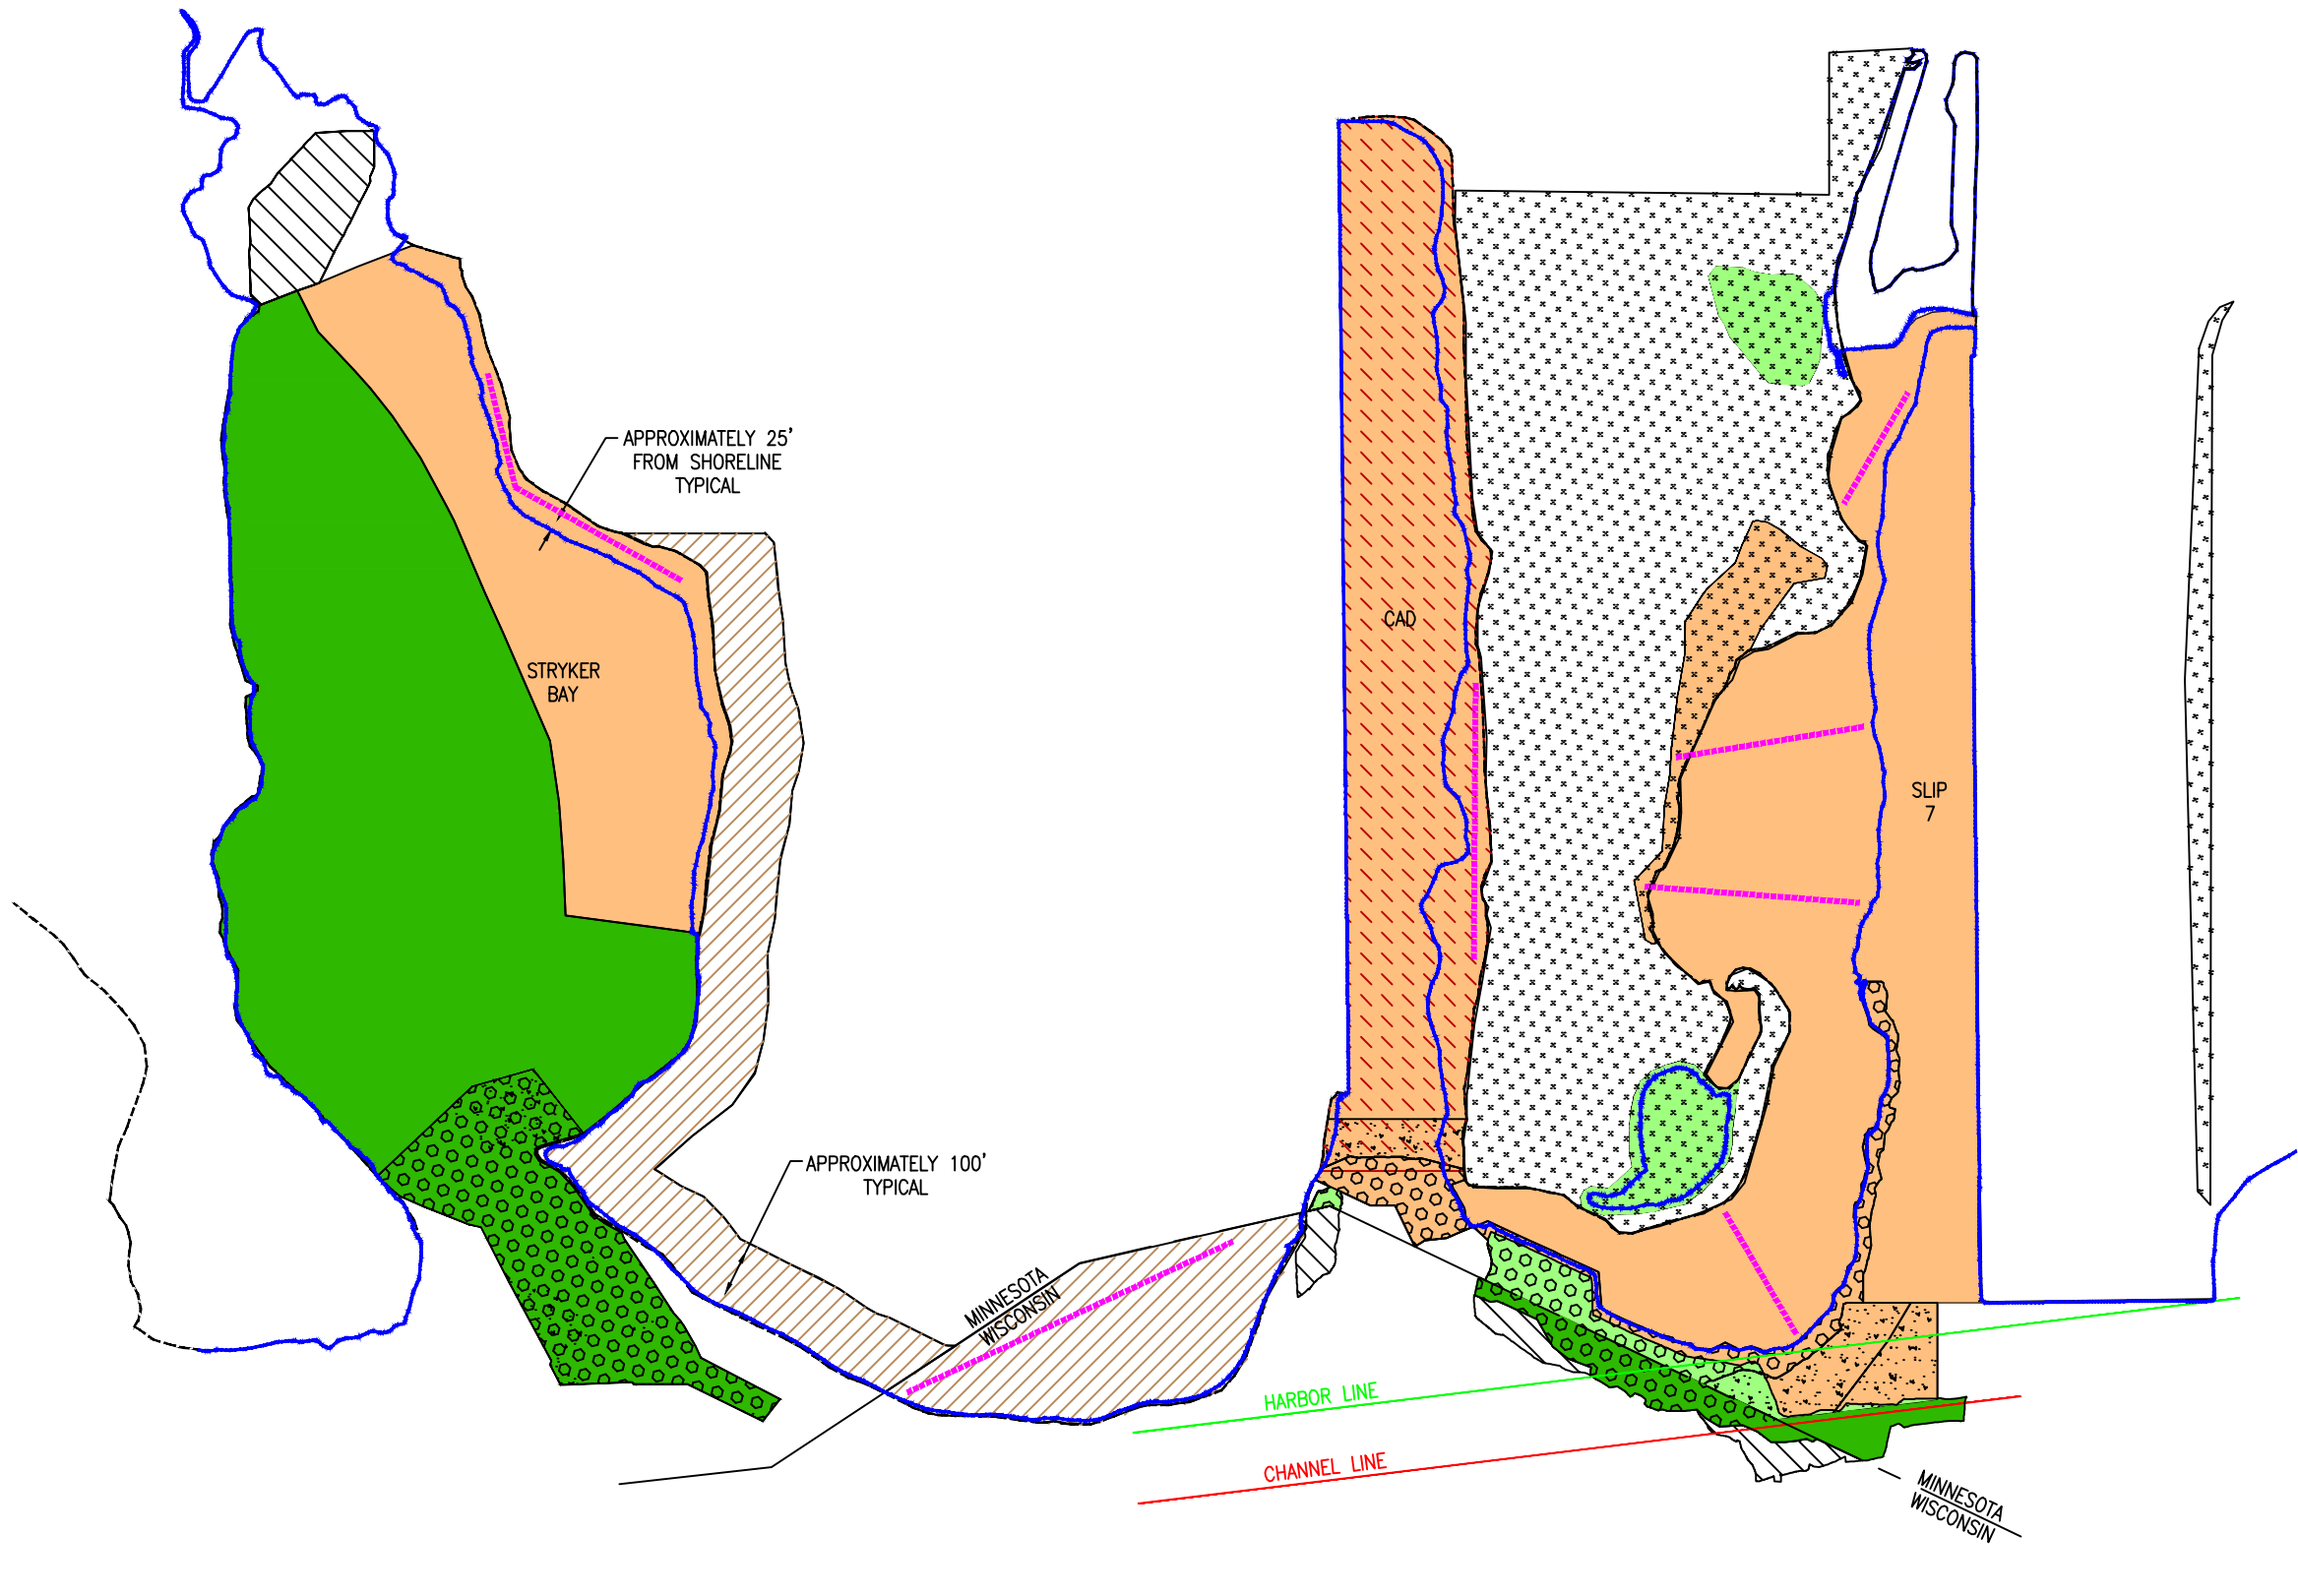 APPROXIMATELY 25'
FROM SHORELINE
TYPICAL
CAD
STRYKER
BAY
SLIP
7
APPROXIMATELY 100'
TYPICAL
MINNESOTA
WISCONSIN
HARBOR LINE
CHANNEL LINE
MINNESOTA
WISCONSIN